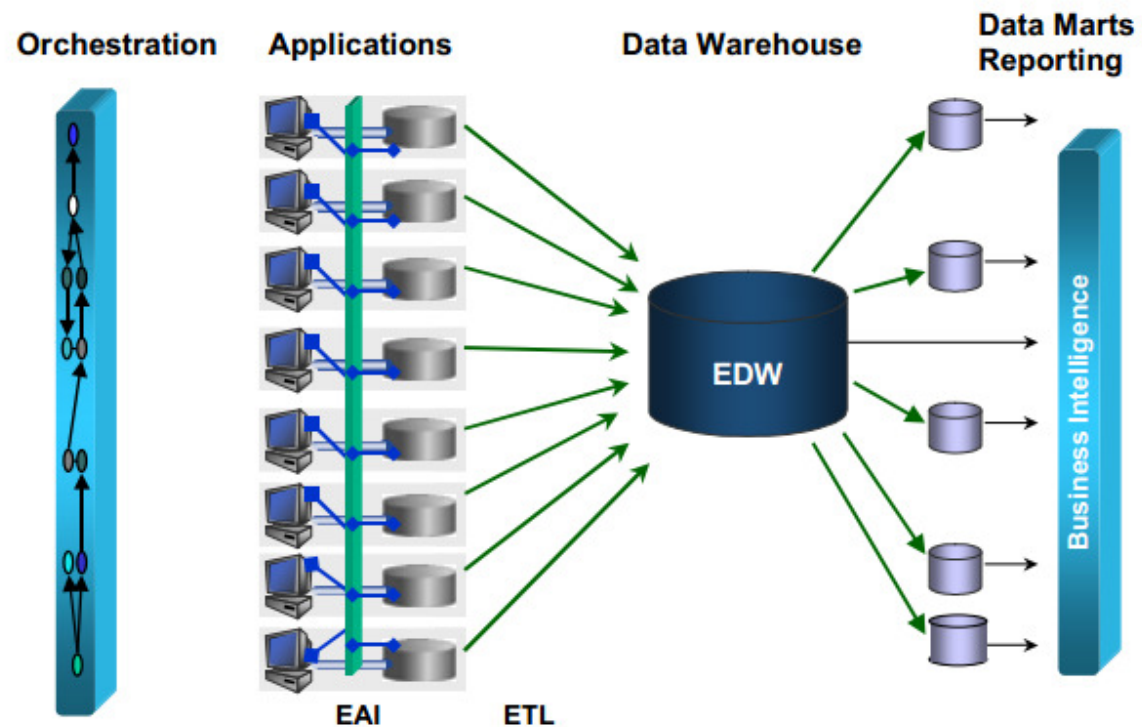 Orchestration
Applications
Data Warehouse
Data Marts
Reporting
EDW
Business Intelligence
EAI
ETL